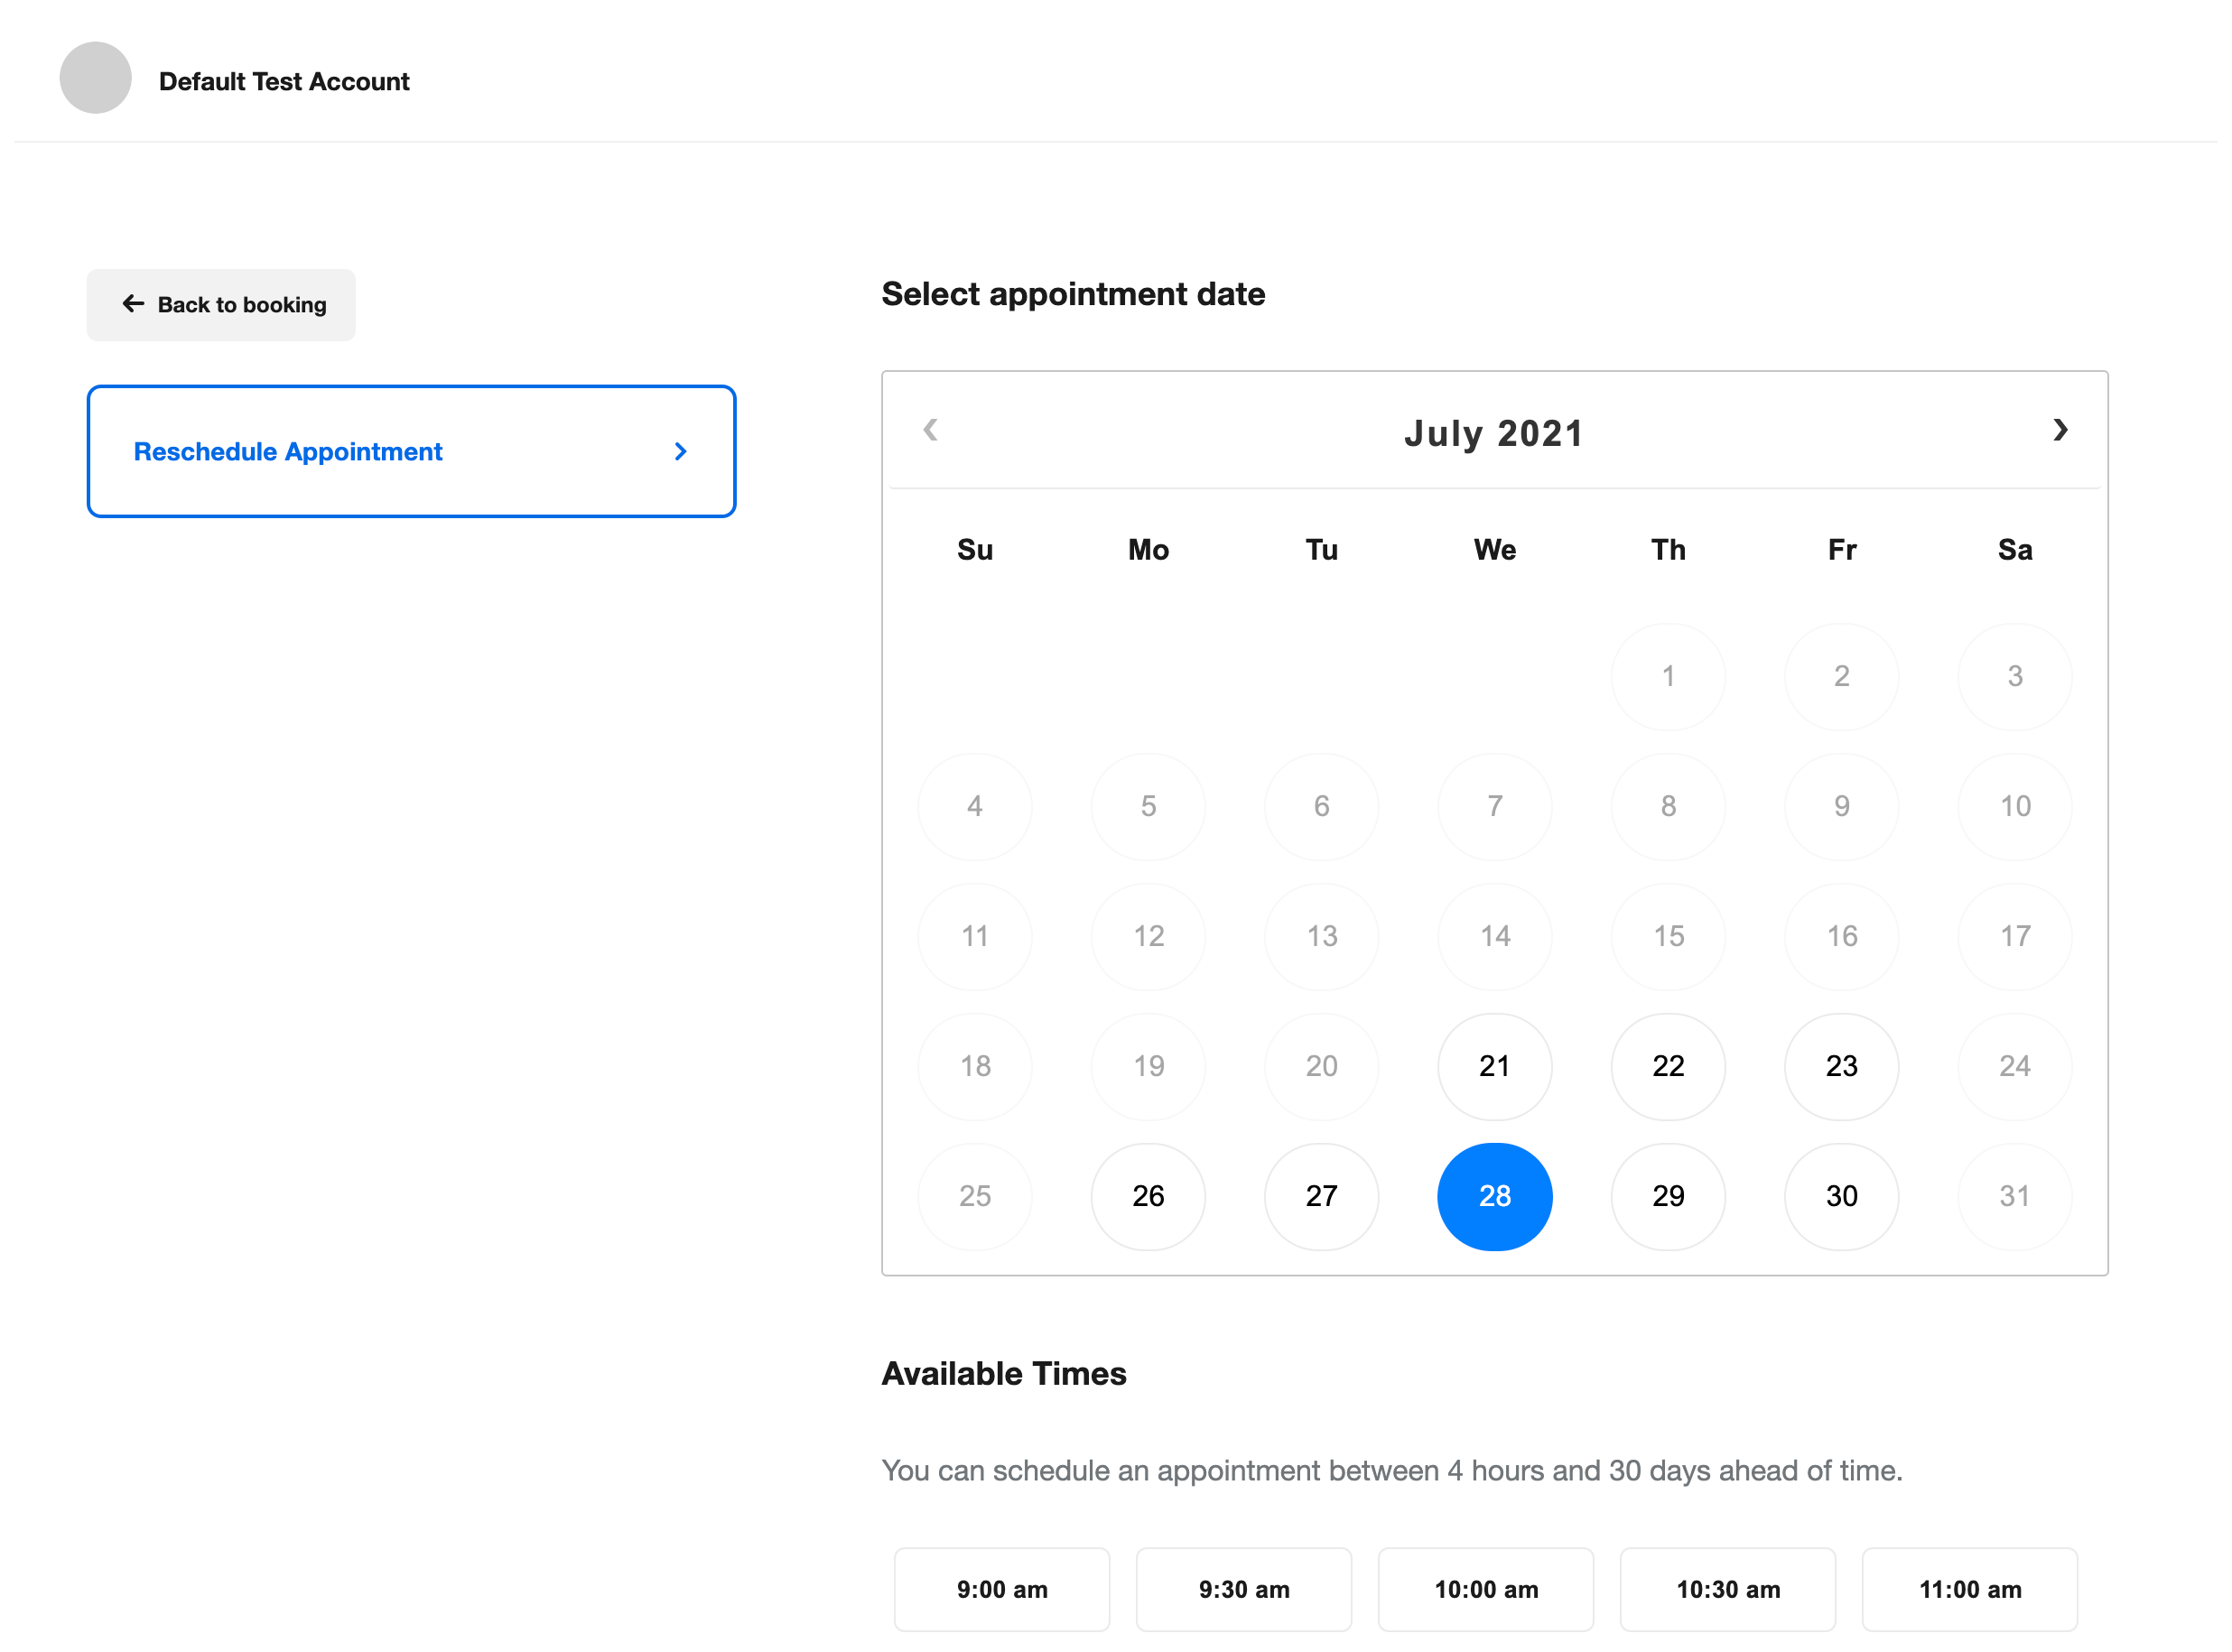 Default Test Account
Back to booking
Reschedule Appointment
Select appointment date
July 2021
Su Mo Tu We Th Fr Sa
1 2 3
4 5 6 7 8 9 10
11 12 13 14 15 16 17
18 19 20 21 22 23 24
25 26 27 28 29 30 31
Available Times
You can schedule an appointment between 4 hours and 30 days ahead of time.
9:00 am 9:30 am 10:00 am 10:30 am 11:00 am